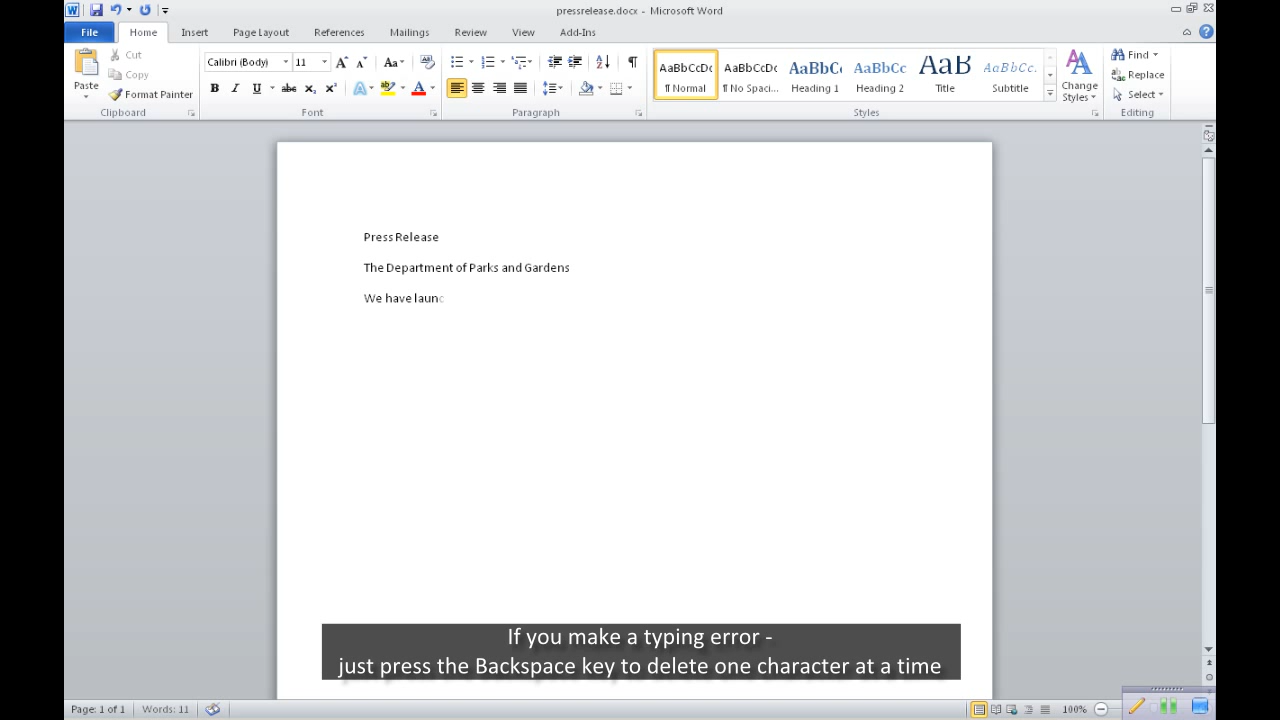 pressrelease.docx - Microsoft Word
File Home Insert Page Layout References Mailings Review View Add-Ins
Paste
Cut
Copy
Format Painter
Clipboard
Calibri (Body) 11
Font
Paragraph
AaBbCcDc AaBbCcDc AaBbC AaBbCc AaB AaBbCc.
¶ Normal ¶ No Spaci... Heading 1 Heading 2 Title Subtitle
Change
Styles
Styles
Find
Replace
Select
Editing
Press Release
The Department of Parks and Gardens
We have launc
If you make a typing error -
just press the Backspace key to delete one character at a time
Page: 1 of 1 Words: 11 100%